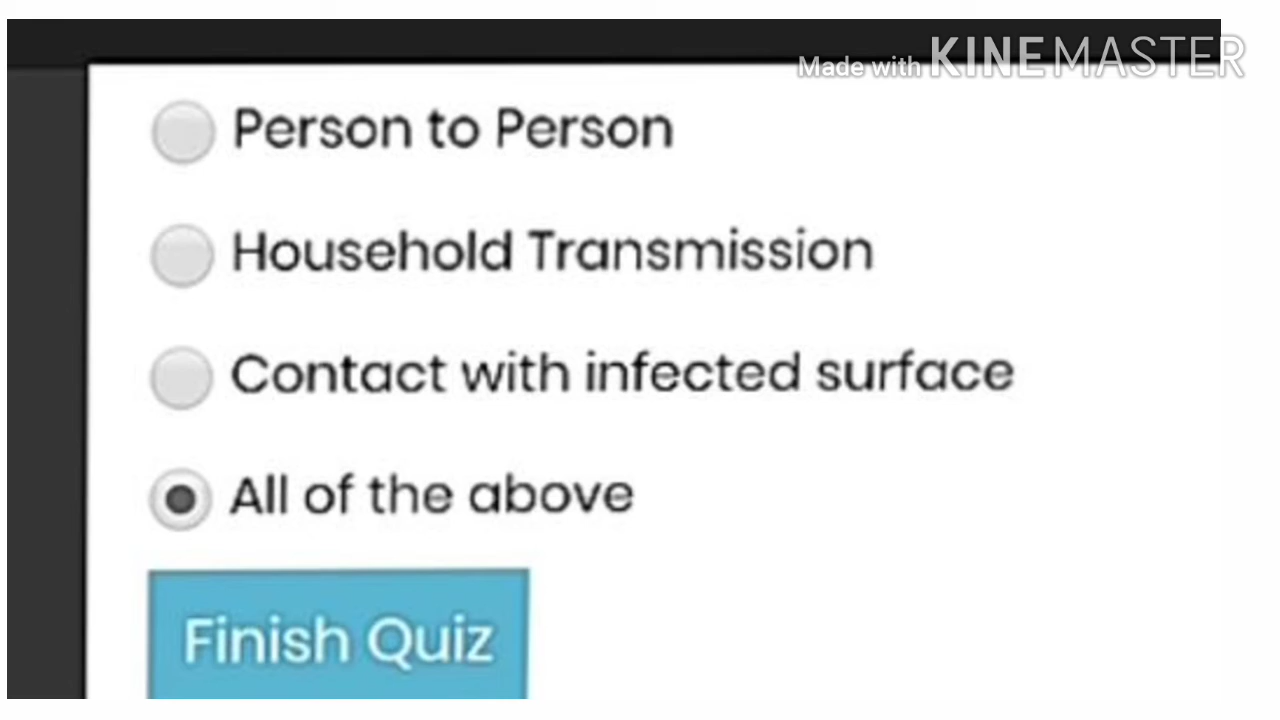 Made with KINEMASTER
Person to Person
Household Transmission
Contact with infected surface
All of the above
Finish Quiz